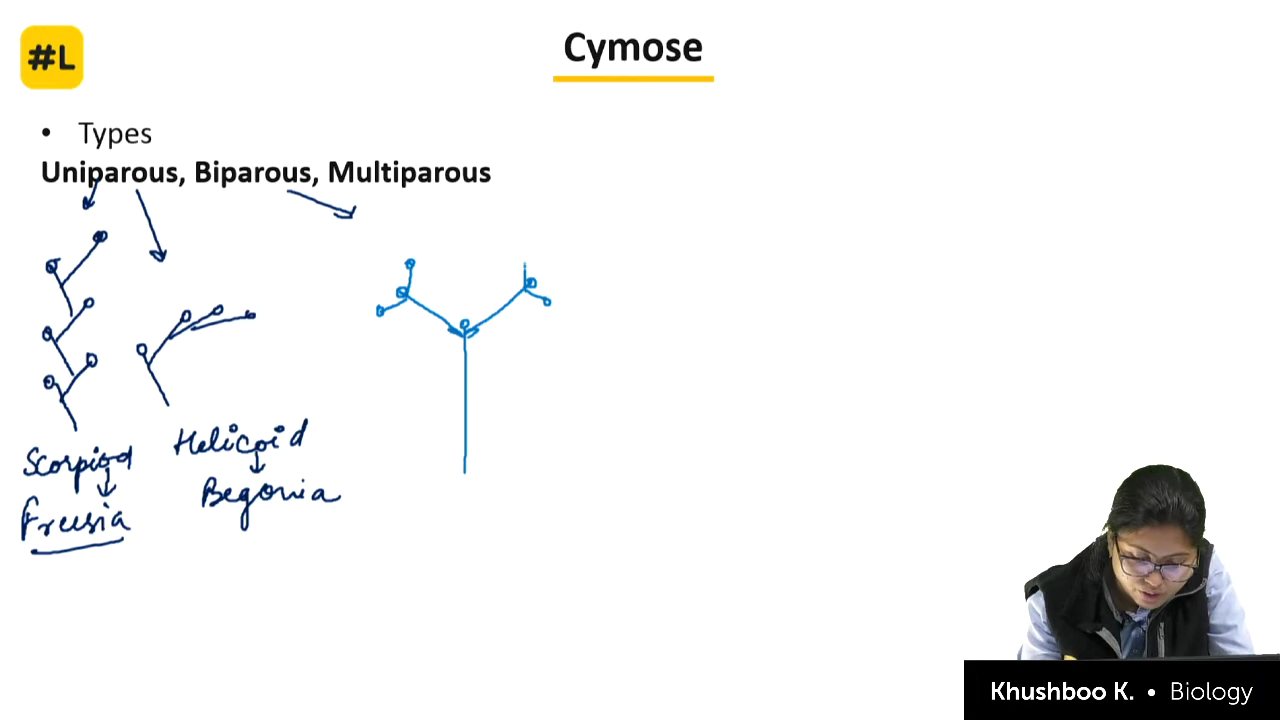 #L
Cymose
• Types
Uniparous, Biparous, Multiparous
Scorpiod
Helicoid
Freesia
Begonia
Khushboo K. • Biology